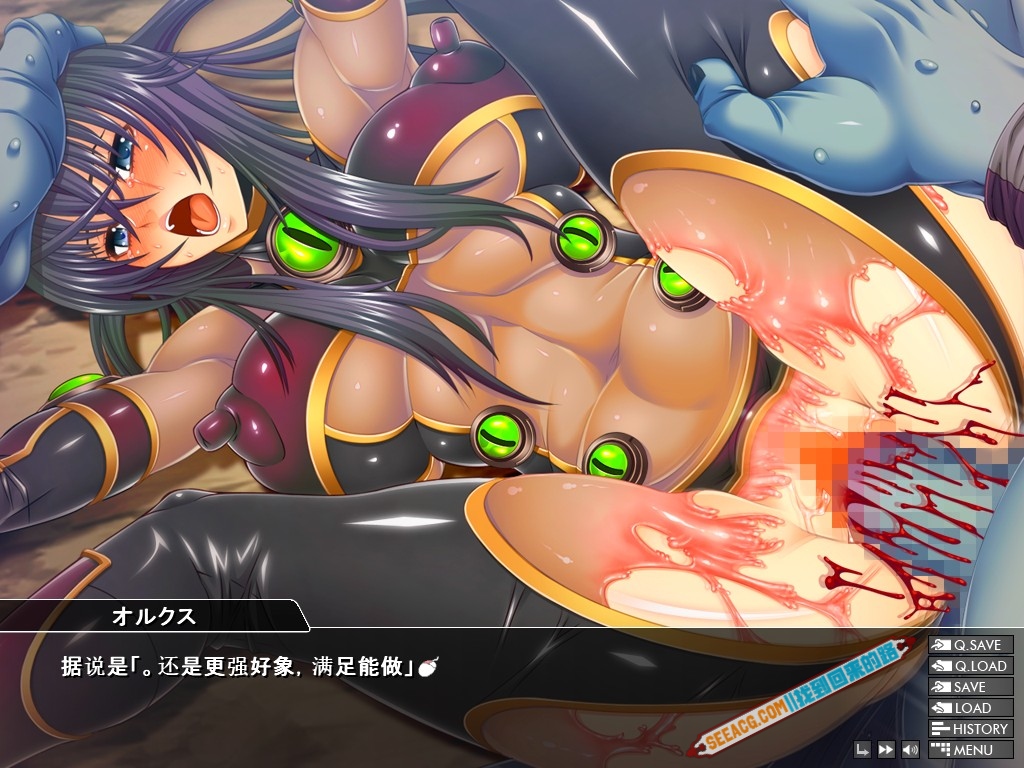 オルクス
据说是「。还是更强好象, 满足能做」
SEEACG.COM||找到回来的路
Q.SAVE
Q.LOAD
SAVE
LOAD
HISTORY
MENU